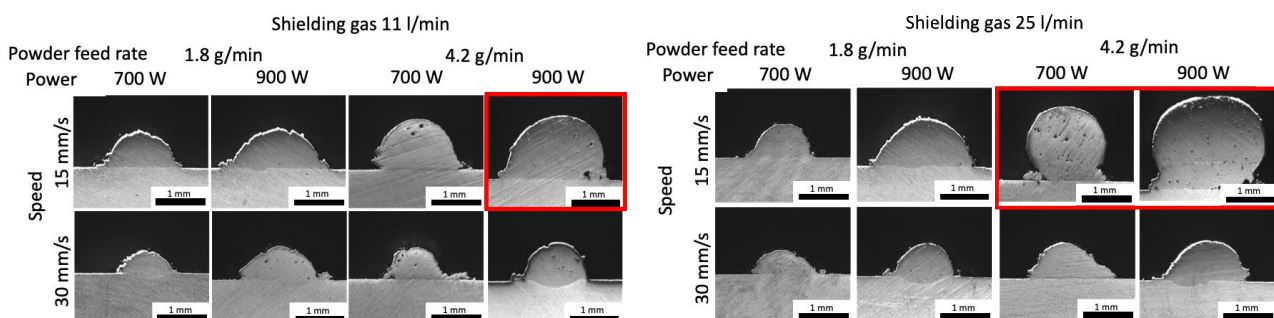 Shielding gas 11 l/min
Powder feed rate 1.8 g/min 4.2 g/min
Power 700 W 900 W 700 W 900 W
Speed
15 mm/s
1 mm 1 mm 1 mm 1 mm
30 mm/s
1 mm 1 mm 1 mm 1 mm
Shielding gas 25 l/min
Powder feed rate 1.8 g/min 4.2 g/min
Power 700 W 900 W 700 W 900 W
Speed
15 mm/s
1 mm 1 mm 1 mm 1 mm
30 mm/s
1 mm 1 mm 1 mm 1 mm